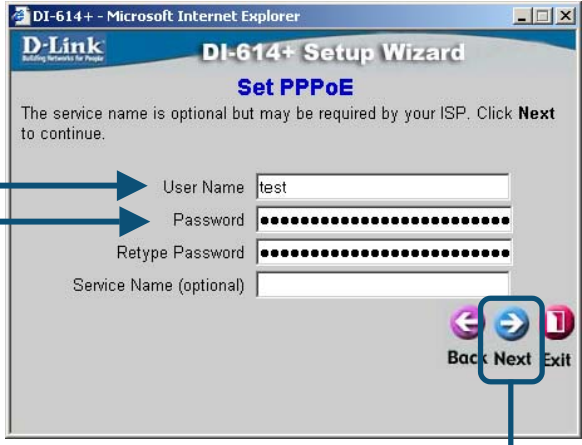 DI-614+ - Microsoft Internet Explorer
D-Link
Building Networks for People
DI-614+ Setup Wizard
Set PPPoE
The service name is optional but may be required by your ISP. Click Next
to continue.
User Name test
Password ●●●●●●●●●●●●●●●●●●●●●●●●●
Retype Password ●●●●●●●●●●●●●●●●●●●●●●●●●
Service Name (optional)
Back Next Exit